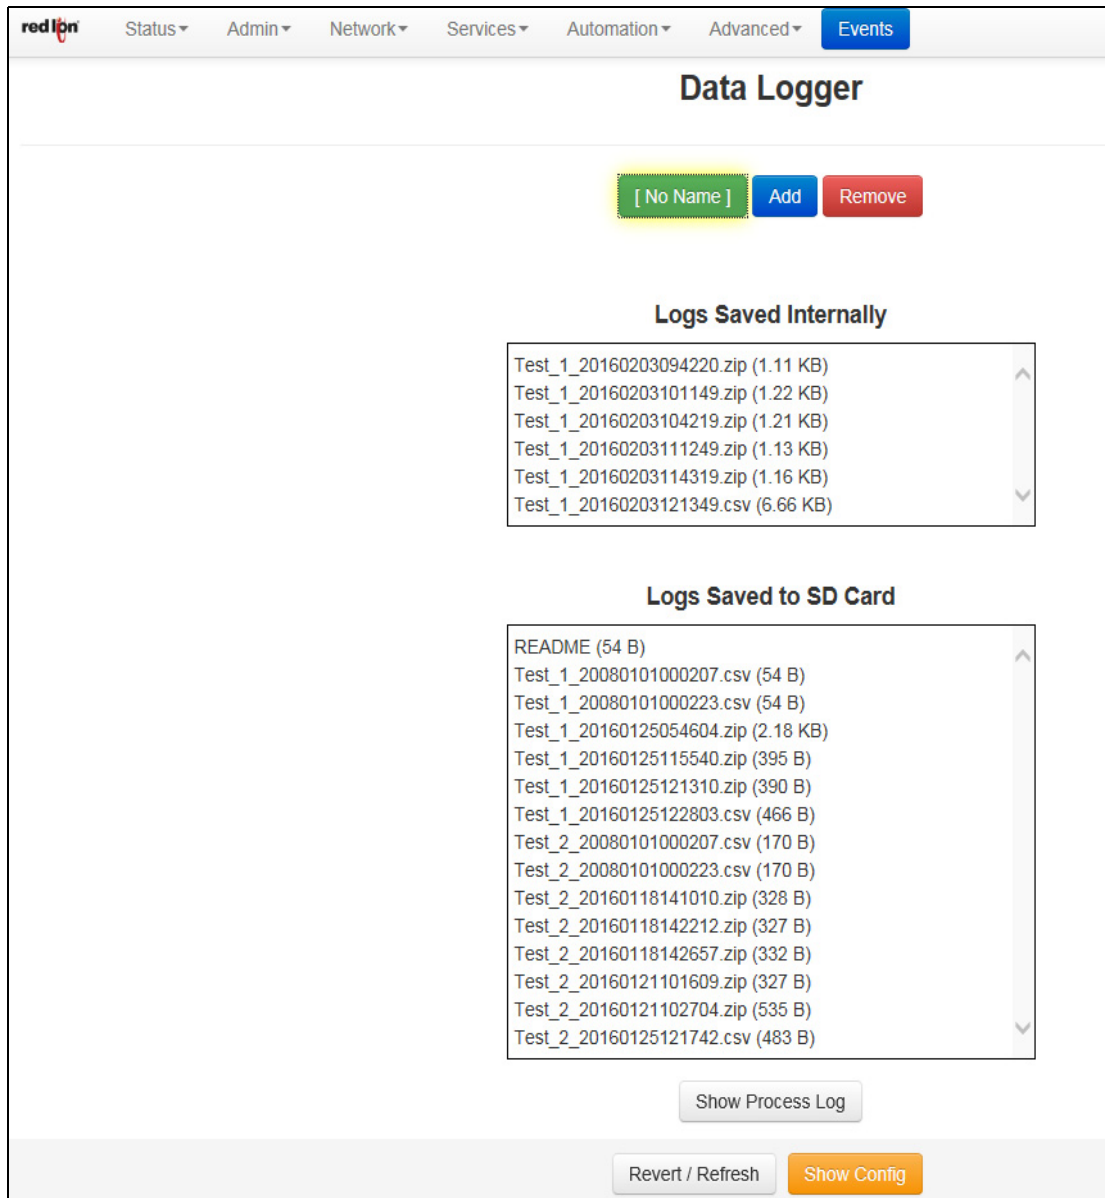 red lion Status Admin Network Services Automation Advanced Events
Data Logger
[ No Name ] Add Remove
Logs Saved Internally
Test_1_20160203094220.zip (1.11 KB)
Test_1_20160203101149.zip (1.22 KB)
Test_1_20160203104219.zip (1.21 KB)
Test_1_20160203111249.zip (1.13 KB)
Test_1_20160203114319.zip (1.16 KB)
Test_1_20160203121349.csv (6.66 KB)
Logs Saved to SD Card
README (54 B)
Test_1_20080101000207.csv (54 B)
Test_1_20080101000223.csv (54 B)
Test_1_20160125054604.zip (2.18 KB)
Test_1_20160125115540.zip (395 B)
Test_1_20160125121310.zip (390 B)
Test_1_20160125122803.csv (466 B)
Test_2_20080101000207.csv (170 B)
Test_2_20080101000223.csv (170 B)
Test_2_20160118141010.zip (328 B)
Test_2_20160118142212.zip (327 B)
Test_2_20160118142657.zip (332 B)
Test_2_20160121101609.zip (327 B)
Test_2_20160121102704.zip (535 B)
Test_2_20160125121742.csv (483 B)
Show Process Log
Revert / Refresh Show Config